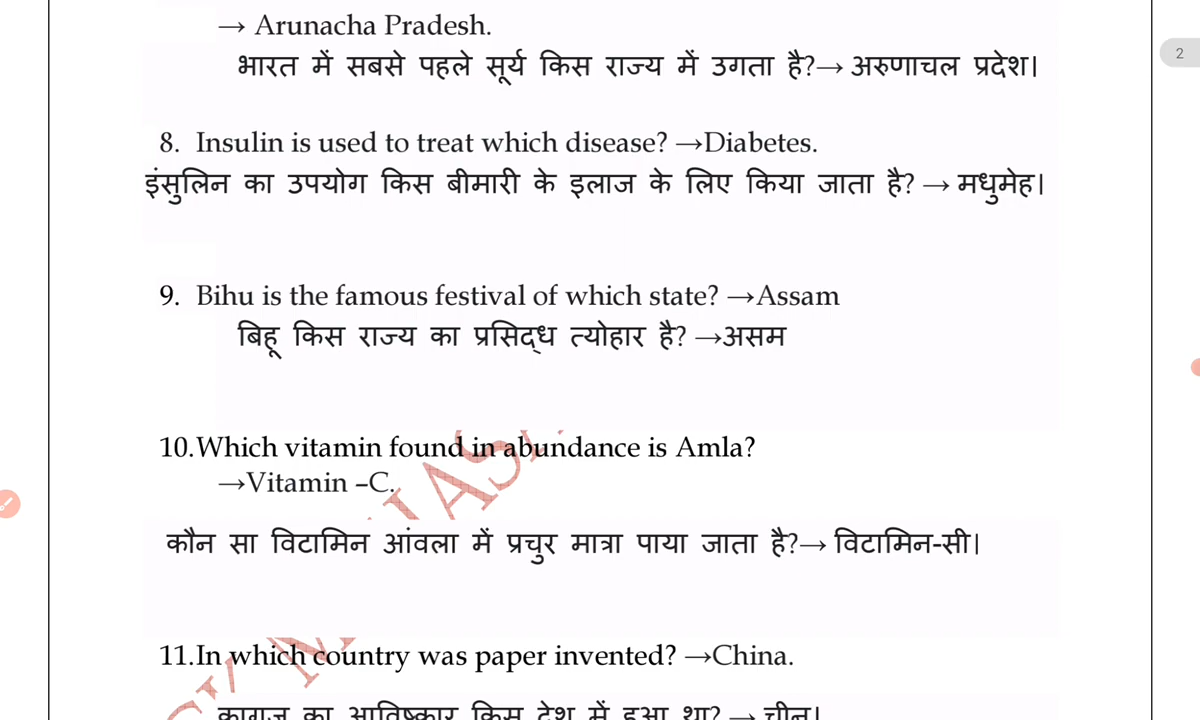 → Arunacha Pradesh.
भारत में सबसे पहले सूर्य किस राज्य में उगता है?→ अरुणाचल प्रदेश।
2
8. Insulin is used to treat which disease? →Diabetes.
इंसुलिन का उपयोग किस बीमारी के इलाज के लिए किया जाता है? → मधुमेह।
9. Bihu is the famous festival of which state? →Assam
बिहू किस राज्य का प्रसिद्ध त्योहार है? →असम
10.Which vitamin found in abundance is Amla?
→Vitamin –C.
कौन सा विटामिन आंवला में प्रचुर मात्रा पाया जाता है?→ विटामिन-सी।
11.In which country was paper invented? →China.
कागज का आविष्कार किस देश में हुआ था? → चीन।